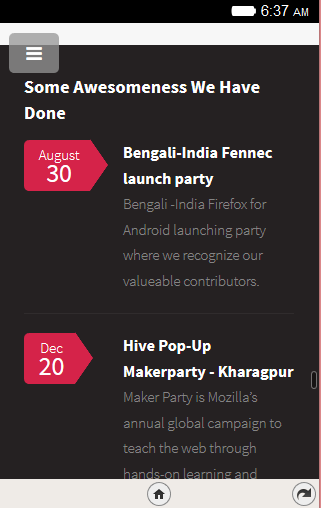 6:37 AM
Some Awesomeness We Have
Done
August
30
Bengali-India Fennec
launch party
Bengali -India Firefox for
Android launching party
where we recognize our
valueable contributors.
Dec
20
Hive Pop-Up
Makerparty - Kharagpur
Maker Party is Mozilla's
annual global campaign to
teach the web through
hands-on learning and